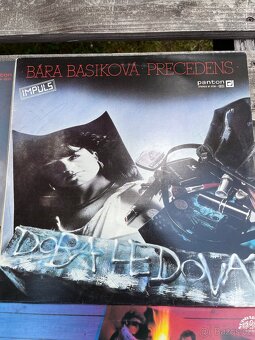 BÁRA BASIKOVÁ PRECEDENS
IMPULS
panton
DOBA LEDOVÁ